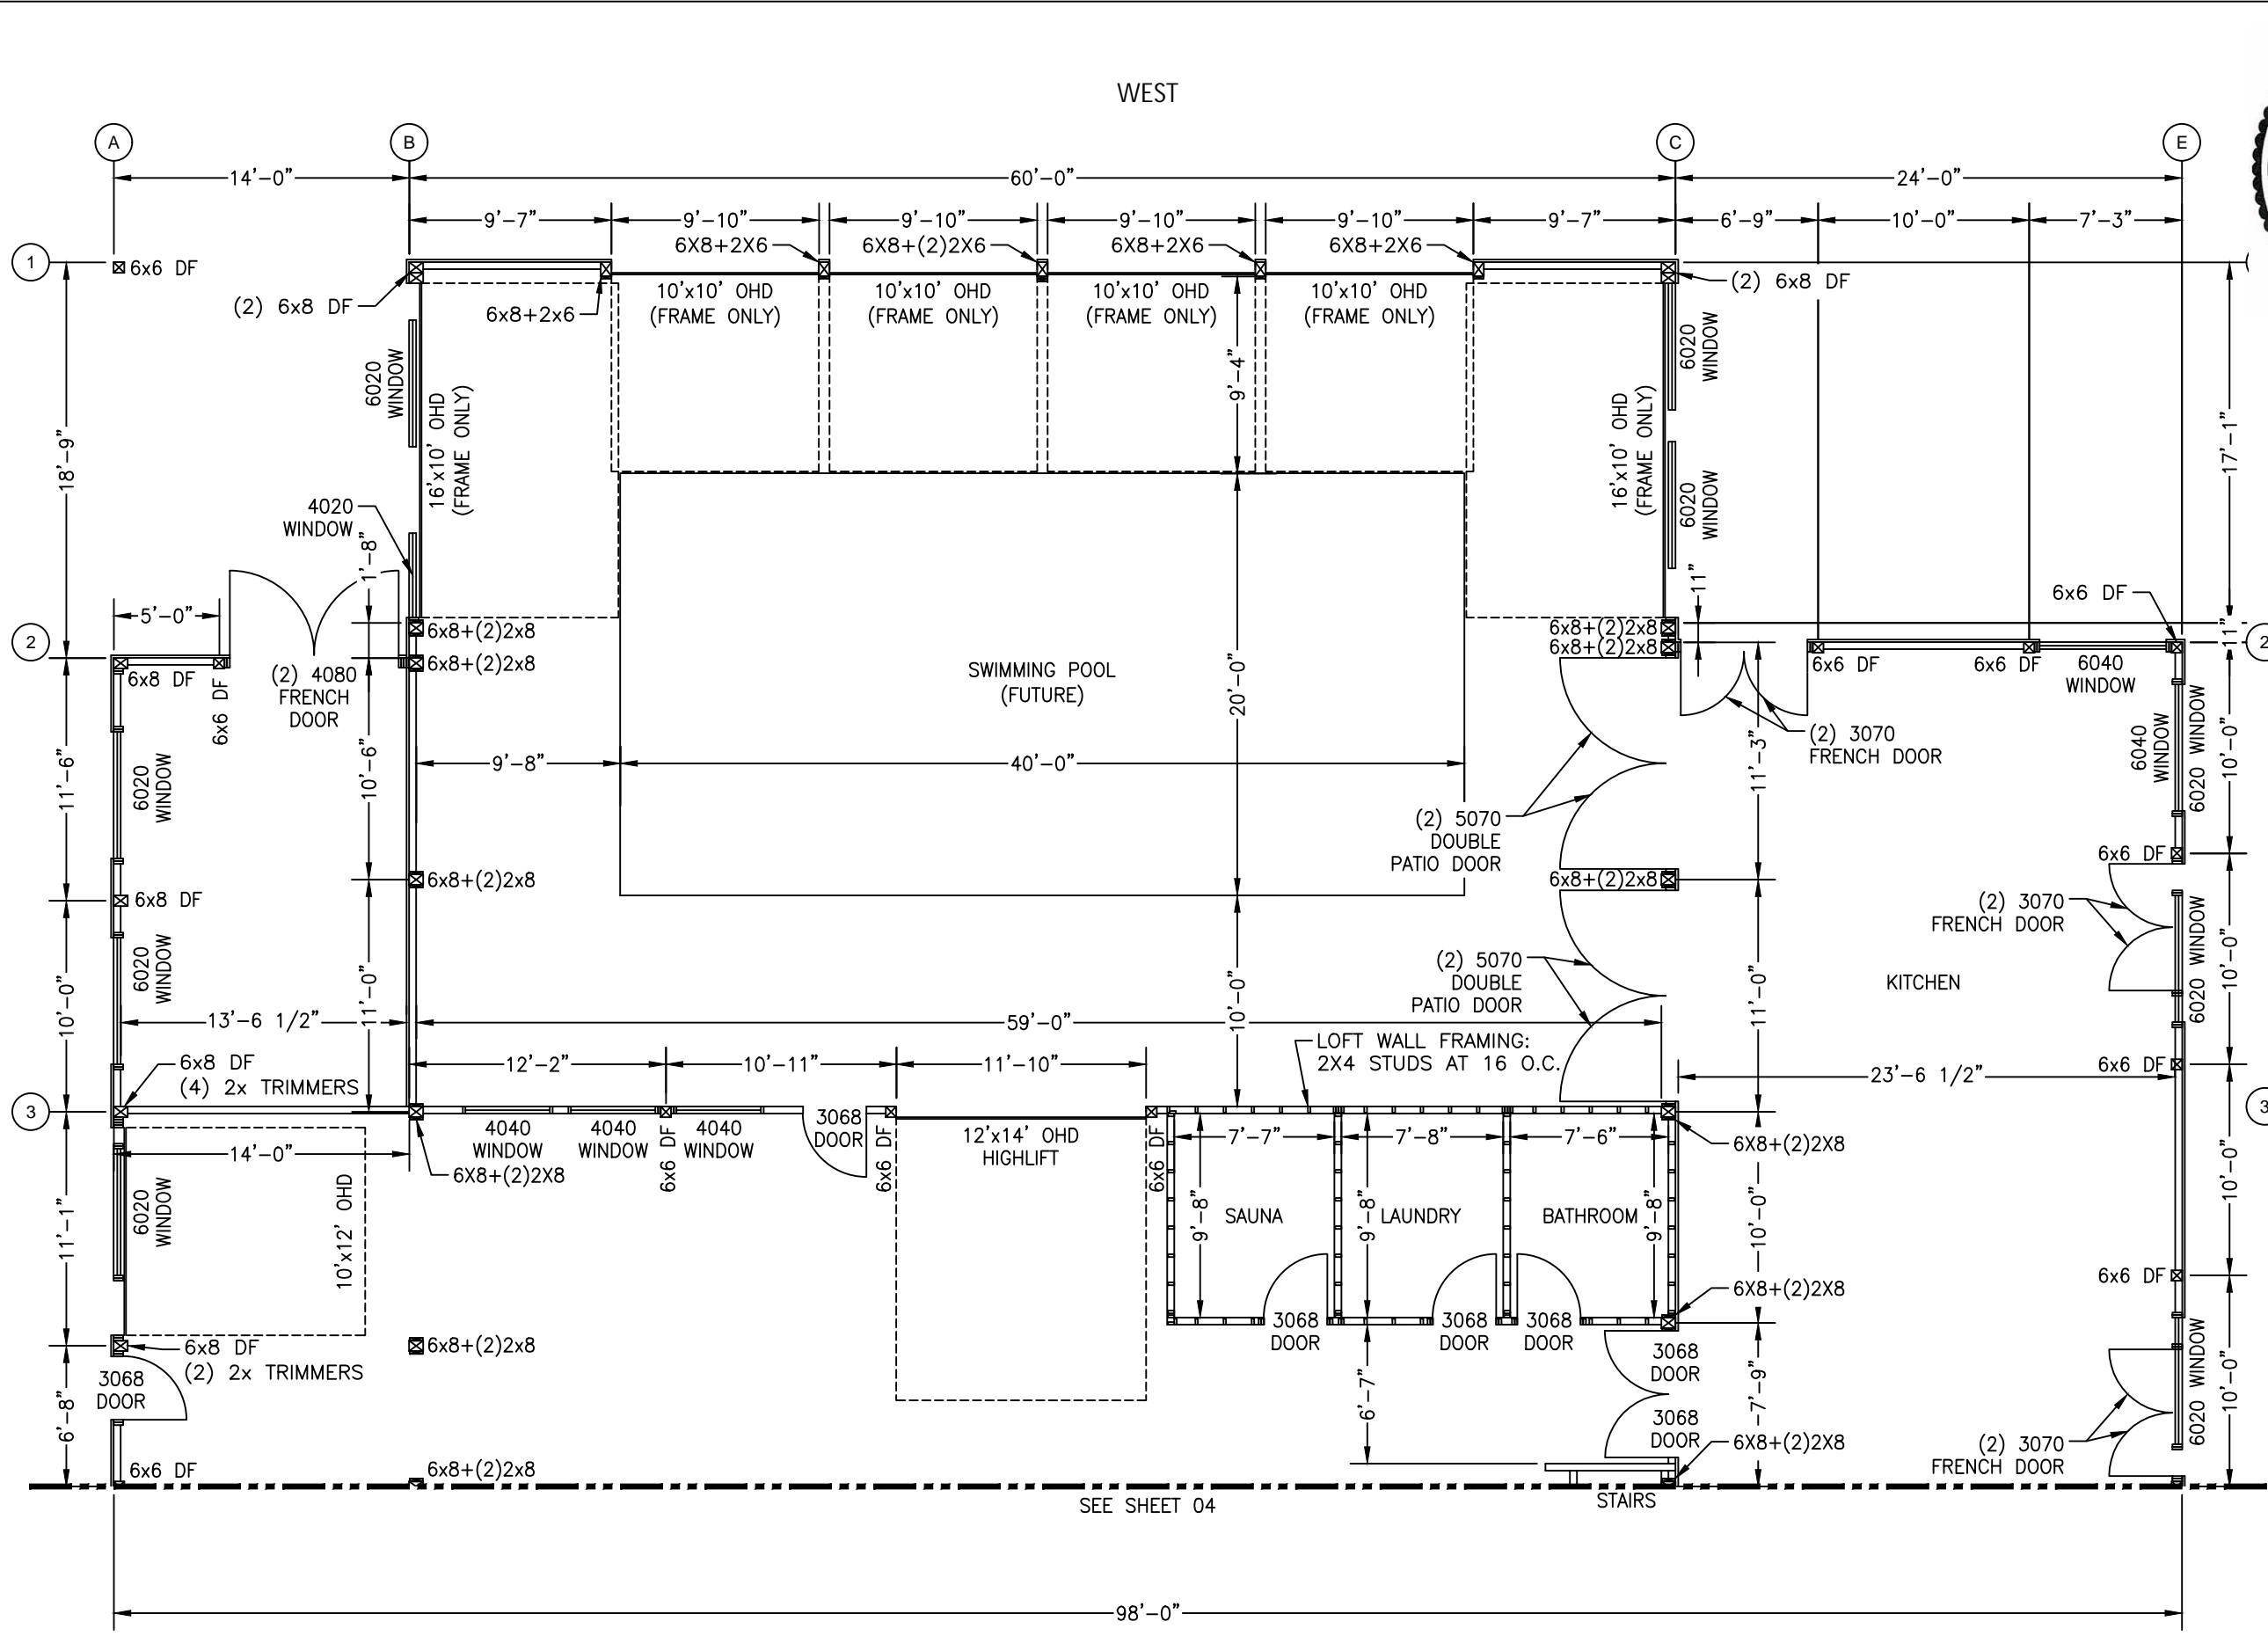 WEST
A
B
C
E
14'-0"
60'-0"
24'-0"
9'-7"
9'-10"
9'-10"
9'-10"
9'-10"
9'-7"
6'-9"
10'-0"
7'-3"
6X8+2X6
6X8+(2)2X6
6X8+2X6
6X8+2X6
1
6x6 DF
(2) 6x8 DF
6x8+2x6
10'x10' OHD
(FRAME ONLY)
10'x10' OHD
(FRAME ONLY)
10'x10' OHD
(FRAME ONLY)
10'x10' OHD
(FRAME ONLY)
(2) 6x8 DF
6020
WINDOW
16'x10' OHD
(FRAME ONLY)
9'-4"
16'x10' OHD
(FRAME ONLY)
6020
WINDOW
6020
WINDOW
18'-9"
17'-1"
4020
WINDOW
1'-8"
11"
11"
5'-0"
6x6 DF
2
6x8+(2)2x8
6x8+(2)2x8
6x8+(2)2x8
6x8+(2)2x8
2
6x8 DF
6x6 DF
(2) 4080
FRENCH
DOOR
SWIMMING POOL
(FUTURE)
20'-0"
6x6 DF
6x6 DF
6040
WINDOW
6040
WINDOW
6020 WINDOW
10'-0"
(2) 3070
FRENCH DOOR
11'-6"
6020
WINDOW
10'-6"
9'-8"
40'-0"
11'-3"
(2) 5070
DOUBLE
PATIO DOOR
6x6 DF
6x8+(2)2x8
6x8+(2)2x8
6x8 DF
(2) 3070
FRENCH DOOR
6020 WINDOW
10'-0"
10'-0"
6020
WINDOW
11'-0"
10'-0"
(2) 5070
DOUBLE
PATIO DOOR
11'-0"
KITCHEN
13'-6 1/2"
59'-0"
LOFT WALL FRAMING:
2X4 STUDS AT 16 O.C.
6x8 DF
(4) 2x TRIMMERS
12'-2"
10'-11"
11'-10"
6x6 DF
23'-6 1/2"
3
3
4040
WINDOW
4040
WINDOW
6x6 DF
4040
WINDOW
3068
DOOR
6x6 DF
12'x14' OHD
HIGHLIFT
6x6 DF
7'-7"
7'-8"
7'-6"
6X8+(2)2X8
14'-0"
6X8+(2)2X8
11'-1"
6020
WINDOW
10'x12' OHD
9'-8"
SAUNA
9'-8"
LAUNDRY
BATHROOM
9'-8"
10'-0"
10'-0"
6x6 DF
6X8+(2)2X8
3068
DOOR
3068
DOOR
3068
DOOR
6x8 DF
(2) 2x TRIMMERS
6x8+(2)2x8
3068
DOOR
3068
DOOR
6'-8"
6'-7"
3068
DOOR
7'-9"
6X8+(2)2X8
(2) 3070
FRENCH DOOR
6020 WINDOW
10'-0"
6x6 DF
6x8+(2)2x8
SEE SHEET 04
STAIRS
98'-0"